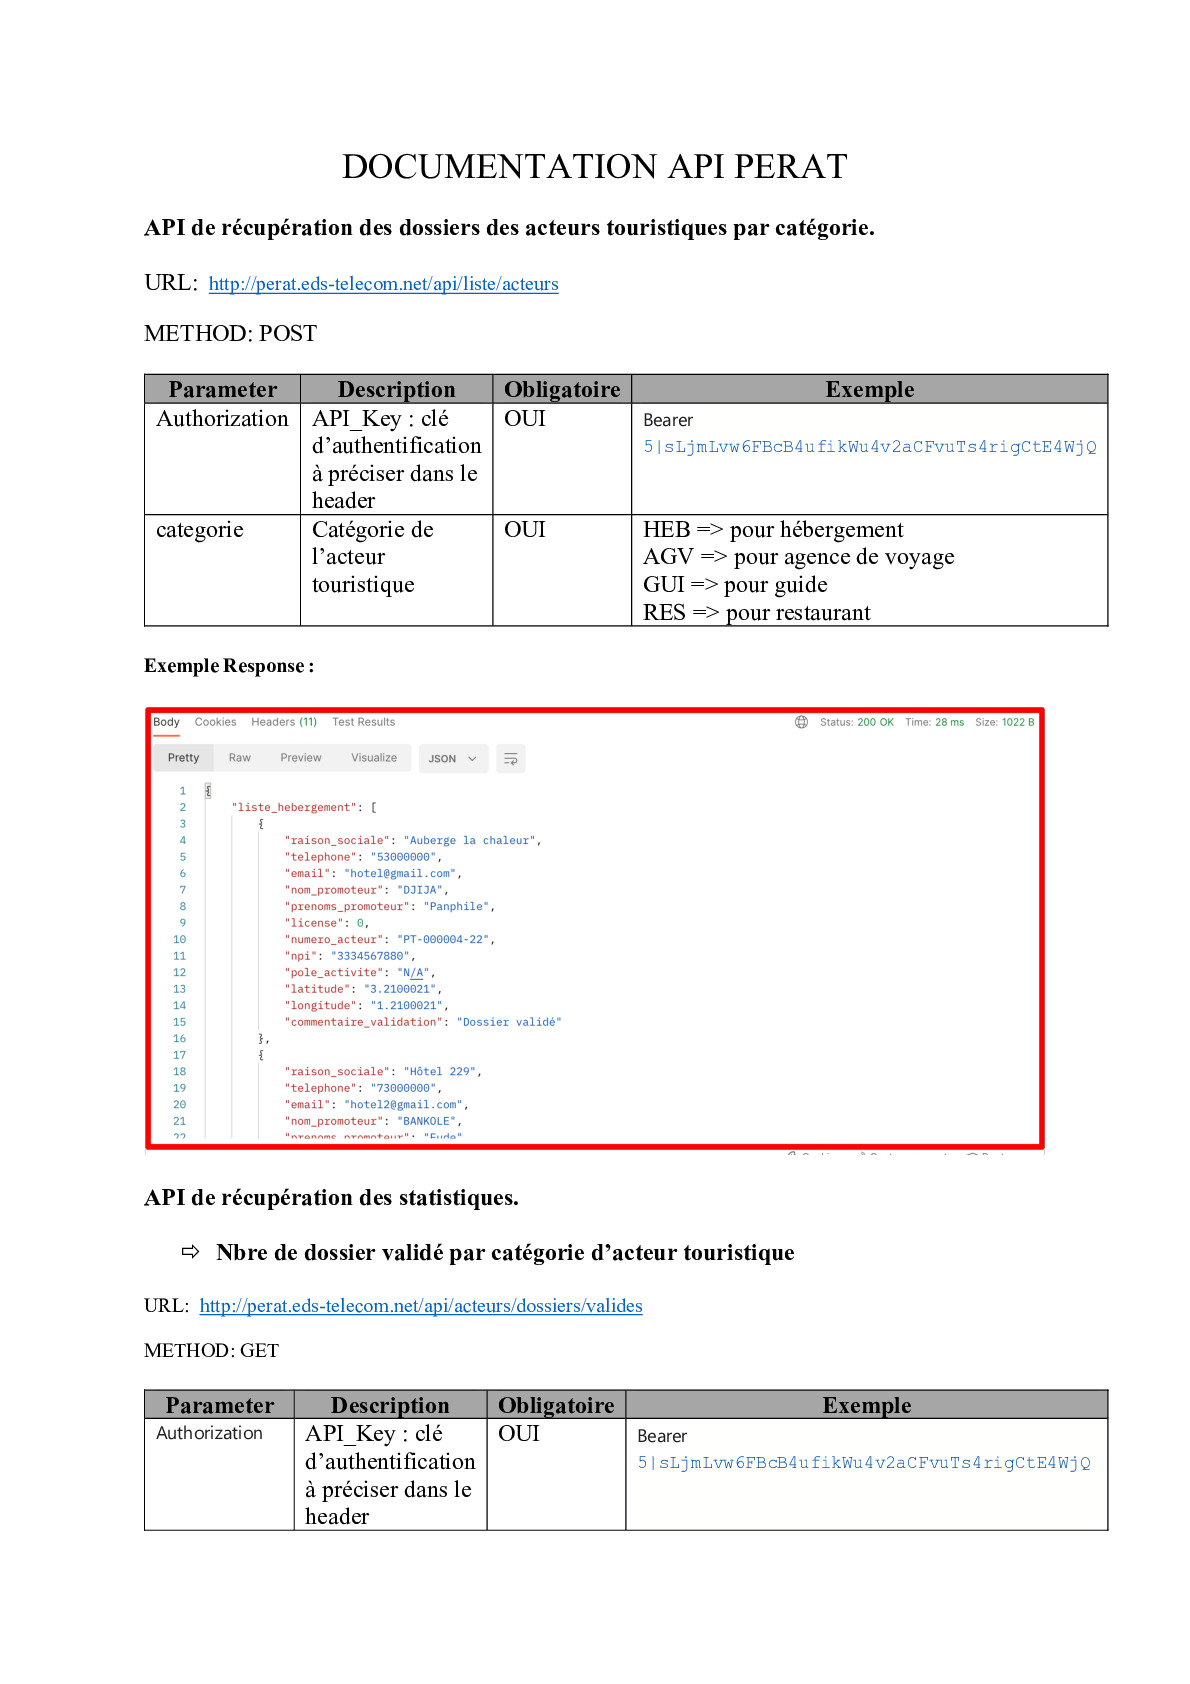 DOCUMENTATION API PERAT
API de récupération des dossiers des acteurs touristiques par catégorie.
URL: http://perat.eds-telecom.net/api/liste/acteurs
METHOD: POST
Parameter Description Obligatoire Exemple
Authorization API_Key : clé d’authentification à préciser dans le header OUI Bearer 5|sLjmLvw6FBcB4ufikWu4v2aCFvuTs4rigCtE4WjQ
categorie Catégorie de l’acteur touristique OUI HEB => pour hébergement
AGV => pour agence de voyage
GUI => pour guide
RES => pour restaurant
Exemple Response :
Body Cookies Headers (11) Test Results Status: 200 OK Time: 28 ms Size: 1022 B
Pretty Raw Preview Visualize JSON
1 {
2 "liste_hebergement": [
3 {
4 "raison_sociale": "Auberge la chaleur",
5 "telephone": "53000000",
6 "email": "hotel@gmail.com",
7 "nom_promoteur": "DJIJA",
8 "prenoms_promoteur": "Panphile",
9 "license": 0,
10 "numero_acteur": "PT-000004-22",
11 "npi": "3334567880",
12 "pole_activite": "N/A",
13 "latitude": "3.2100021",
14 "longitude": "1.2100021",
15 "commentaire_validation": "Dossier validé"
16 },
17 {
18 "raison_sociale": "Hôtel 229",
19 "telephone": "73000000",
20 "email": "hotel2@gmail.com",
21 "nom_promoteur": "BANKOLE",
22 "prenoms_promoteur": "Eude"
API de récupération des statistiques.
⇨ Nbre de dossier validé par catégorie d’acteur touristique
URL: http://perat.eds-telecom.net/api/acteurs/dossiers/valides
METHOD: GET
Parameter Description Obligatoire Exemple
Authorization API_Key : clé d’authentification à préciser dans le header OUI Bearer 5|sLjmLvw6FBcB4ufikWu4v2aCFvuTs4rigCtE4WjQ